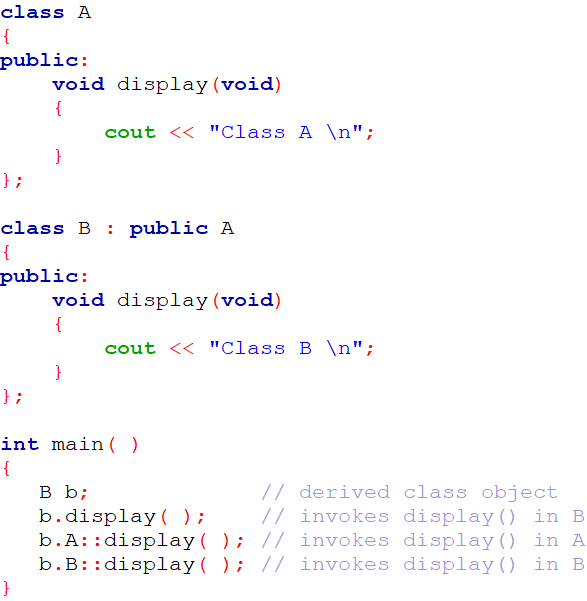 class A
{
public:
    void display(void)
    {
        cout << "Class A \n";
    }
};

class B : public A
{
public:
    void display(void)
    {
        cout << "Class B \n";
    }
};

int main( )
{
   B b;             // derived class object
   b.display( );    // invokes display() in B
   b.A::display( ); // invokes display() in A
   b.B::display( ); // invokes display() in B
}